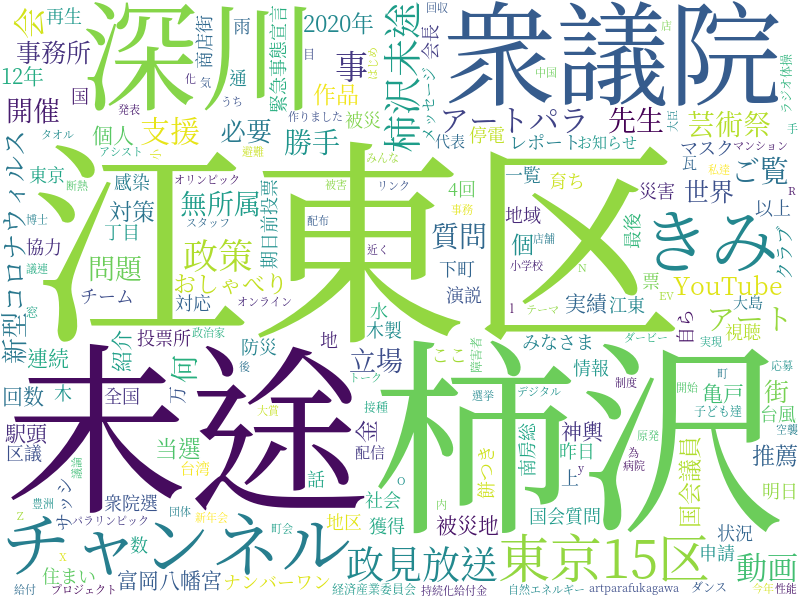 深川
衆議院
江東区
未途
柿沢
きみ
チャンネル
東京15区
政見放送
柿沢未途
アートパラ
新型コロナウィルス
会
再生
事務所
12年
商店街
雨
緊急事態宣言
2020年
事
回収
会長
メッセージ
店
目
はじめ
中国
ラジオ体操
国
通
化
気
うち
作品
開催
発表
タオル
作りました
被災
先生
芸術祭
大臣
手
個人
支援
必要
勝手
代表
停電
レポート
お知らせ
マスク
マンション
アシスト
小
避難
みんな
瓦
私達
東京
断熱
感染
オリンピック
被害
リンク
4回
一覧
育ち
災害
世界
ご覧
R
博士
スタッフ
無所属
期日前投票
配布
事務
地域
個
店舗
最後
以上
クラブ
協力
対策
丁目
政策
質問
近く
小学校
下町
票
議連
問題
おしゃべり
N
EV
YouTube
窓
チーム
対応
オンライン
演説
l
テーマ
実績
江東
自ら
大島
アート
紹介
投票所
政治家
水
木製
ダービー
視聴
実現
連続
何
防災
地
立場
ここ
障害者
みなさま
情報
町
応募
回数
木
全国
万
後
トーク
選挙
デジタル
制度
開始
亀戸
街
駅頭
大賞
接種
金
子ども達
台風
空襲
区議
サッシ
議論
当選
配信
餅つき
南房総
神輿
昨日
原発
為
推薦
台湾
話
o
上
y
病院
国会議員
明日
Z
豊洲
衆院選
社会
パラリンピック
団体
新年会
町会
地区
獲得
内
被災地
国会質問
状況
申請
動画
数
X
給付
住まい
プロジェクト
富岡八幡宮
ナンバーワン
経済産業委員会
持続化給付金
自然エネルギー
artparafukagawa
ダンス
今年
性能